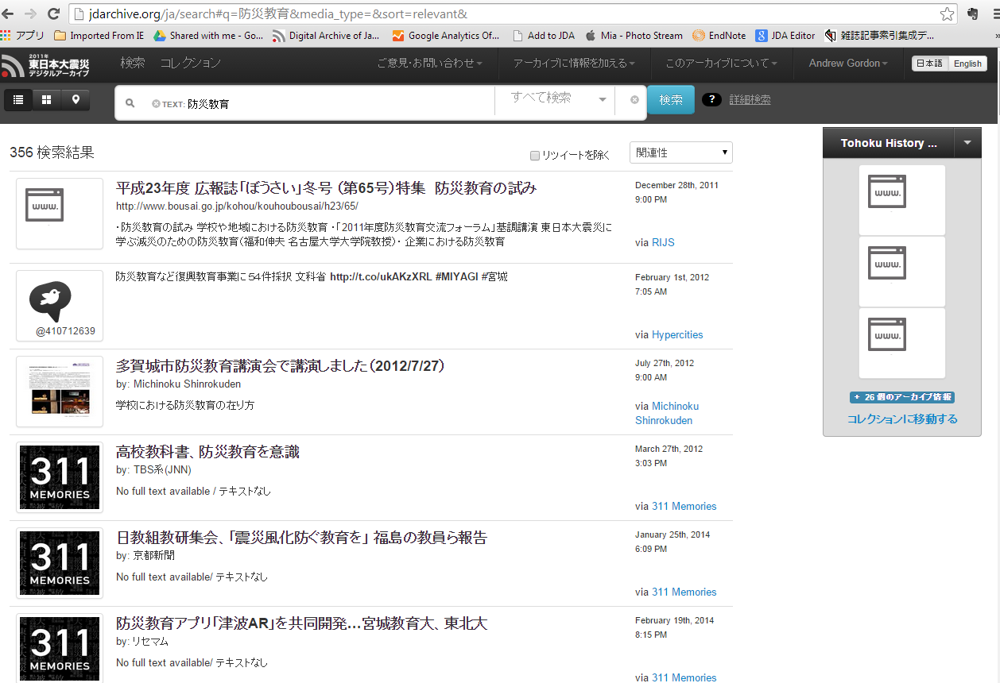 jdarchive.org/ja/search#q=防災教育&media_type=&sort=relevant&
アプリ Imported From IE Shared with me - Go... Digital Archive of Ja... Google Analytics Of... Add to JDA Mia - Photo Stream EndNote JDA Editor 雑誌記事索引集成デ... »
2011年
東日本大震災
デジタルアーカイブ
検索 コレクション ご意見・お問い合わせ アーカイブに情報を加える このアーカイブについて Andrew Gordon 日本語 English
TEXT: 防災教育 すべて検索 検索 ? 詳細検索
356 検索結果 リツイートを除く 関連性
Tohoku History ...
www.
平成23年度 広報誌「ぼうさい」冬号 (第65号)特集 防災教育の試み
http://www.bousai.go.jp/kohou/kouhoubousai/h23/65/
・防災教育の試み 学校や地域における防災教育 ・「2011年度防災教育交流フォーラム」基調講演 東日本大震災に
学ぶ減災のための防災教育(福和伸夫 名古屋大学大学院教授)・ 企業における防災教育
December 28th, 2011
9:00 PM
via RIJS
防災教育など復興教育事業に54件採択 文科省 http://t.co/ukAKzXRL #MIYAGI #宮城
@410712639
February 1st, 2012
7:05 AM
via Hypercities
多賀城市防災教育講演会で講演しました(2012/7/27)
by: Michinoku Shinrokuden
学校における防災教育の在り方
July 27th, 2012
9:00 AM
via Michinoku
Shinrokuden
311
MEMORIES
高校教科書、防災教育を意識
by: TBS系(JNN)
No full text available / テキストなし
March 27th, 2012
3:03 PM
via 311 Memories
311
MEMORIES
日教組教研集会、「震災風化防ぐ教育を」 福島の教員ら報告
by: 京都新聞
No full text available/ テキストなし
January 25th, 2014
6:09 PM
via 311 Memories
311
MEMORIES
防災教育アプリ「津波AR」を共同開発…宮城教育大、東北大
by: リセマム
No full text available/ テキストなし
February 19th, 2014
8:15 PM
via 311 Memories
www.
www.
www.
+ 26 個のアーカイブ情報
コレクションに移動する